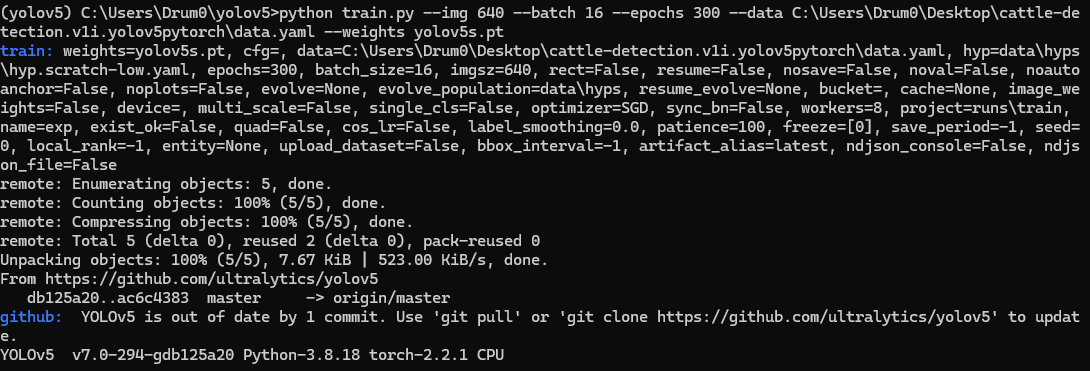 (yolov5) C:\Users\Drum0\yolov5>python train.py --img 640 --batch 16 --epochs 300 --data C:\Users\Drum0\Desktop\cattle-de
tection.v1i.yolov5pytorch\data.yaml --weights yolov5s.pt
train: weights=yolov5s.pt, cfg=, data=C:\Users\Drum0\Desktop\cattle-detection.v1i.yolov5pytorch\data.yaml, hyp=data\hyps
\hyp.scratch-low.yaml, epochs=300, batch_size=16, imgsz=640, rect=False, resume=False, nosave=False, noval=False, noauto
anchor=False, noplots=False, evolve=None, evolve_population=data\hyps, resume_evolve=None, bucket=, cache=None, image_we
ights=False, device=, multi_scale=False, single_cls=False, optimizer=SGD, sync_bn=False, workers=8, project=runs\train,
name=exp, exist_ok=False, quad=False, cos_lr=False, label_smoothing=0.0, patience=100, freeze=[0], save_period=-1, seed=
0, local_rank=-1, entity=None, upload_dataset=False, bbox_interval=-1, artifact_alias=latest, ndjson_console=False, ndjs
on_file=False
remote: Enumerating objects: 5, done.
remote: Counting objects: 100% (5/5), done.
remote: Compressing objects: 100% (5/5), done.
remote: Total 5 (delta 0), reused 2 (delta 0), pack-reused 0
Unpacking objects: 100% (5/5), 7.67 KiB | 523.00 KiB/s, done.
From https://github.com/ultralytics/yolov5
   db125a20..ac6c4383  master     -> origin/master
github:  YOLOv5 is out of date by 1 commit. Use 'git pull' or 'git clone https://github.com/ultralytics/yolov5' to updat
e.
YOLOv5  v7.0-294-gdb125a20 Python-3.8.18 torch-2.2.1 CPU